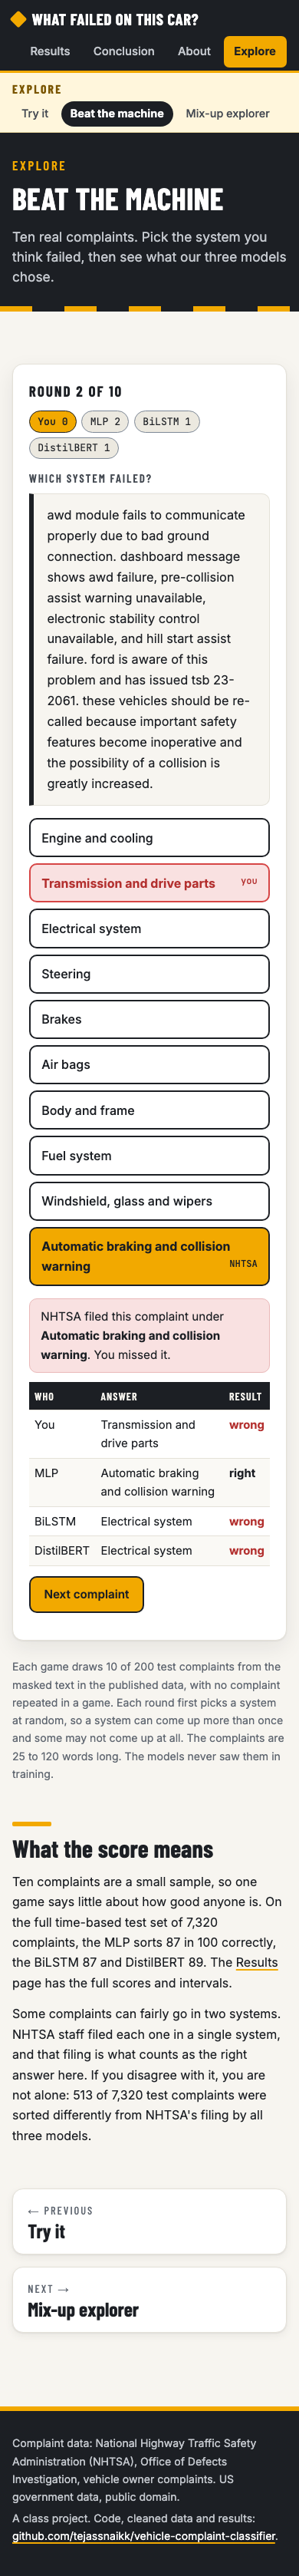 WHAT FAILED ON THIS CAR?
Results Conclusion About Explore
EXPLORE
Try it Beat the machine Mix-up explorer
EXPLORE
BEAT THE MACHINE
Ten real complaints. Pick the system you
think failed, then see what our three models
chose.
ROUND 2 OF 10
You 0 MLP 2 BiLSTM 1
DistilBERT 1
WHICH SYSTEM FAILED?
awd module fails to communicate
properly due to bad ground
connection. dashboard message
shows awd failure, pre-collision
assist warning unavailable,
electronic stability control
unavailable, and hill start assist
failure. ford is aware of this
problem and has issued tsb 23-
2061. these vehicles should be re-
called because important safety
features become inoperative and
the possibility of a collision is
greatly increased.
Engine and cooling
Transmission and drive parts you
Electrical system
Steering
Brakes
Air bags
Body and frame
Fuel system
Windshield, glass and wipers
Automatic braking and collision
warning NHTSA
NHTSA filed this complaint under
Automatic braking and collision
warning. You missed it.
WHO ANSWER RESULT
You Transmission and wrong
drive parts
MLP Automatic braking right
and collision warning
BiLSTM Electrical system wrong
DistilBERT Electrical system wrong
Next complaint
Each game draws 10 of 200 test complaints from the
masked text in the published data, with no complaint
repeated in a game. Each round first picks a system
at random, so a system can come up more than once
and some may not come up at all. The complaints are
25 to 120 words long. The models never saw them in
training.
What the score means
Ten complaints are a small sample, so one
game says little about how good anyone is. On
the full time-based test set of 7,320
complaints, the MLP sorts 87 in 100 correctly,
the BiLSTM 87 and DistilBERT 89. The Results
page has the full scores and intervals.
Some complaints can fairly go in two systems.
NHTSA staff filed each one in a single system,
and that filing is what counts as the right
answer here. If you disagree with it, you are
not alone: 513 of 7,320 test complaints were
sorted differently from NHTSA's filing by all
three models.
← PREVIOUS
Try it
NEXT →
Mix-up explorer
Complaint data: National Highway Traffic Safety
Administration (NHTSA), Office of Defects
Investigation, vehicle owner complaints. US
government data, public domain.
A class project. Code, cleaned data and results:
github.com/tejassnaikk/vehicle-complaint-classifier.